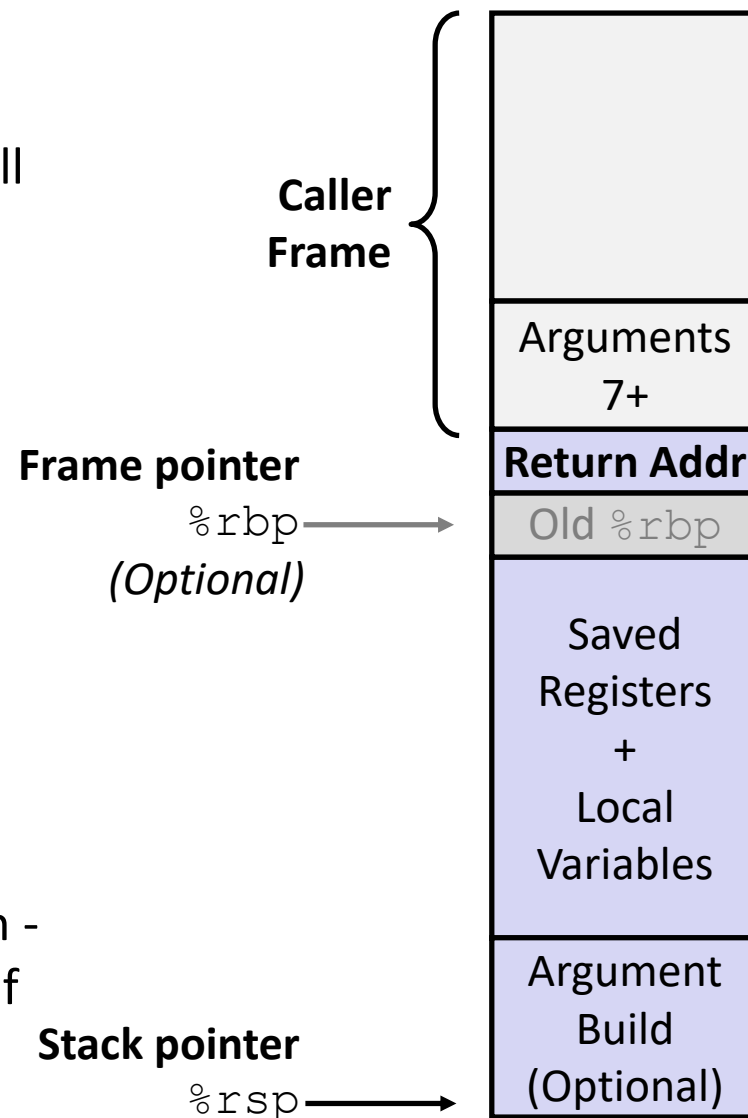 ll
Caller
Frame
Arguments
7+
Frame pointer
%rbp
(Optional)
Return Addr
Old %rbp
Saved
Registers
+
Local
Variables
n -
f
Stack pointer
%rsp
Argument
Build
(Optional)